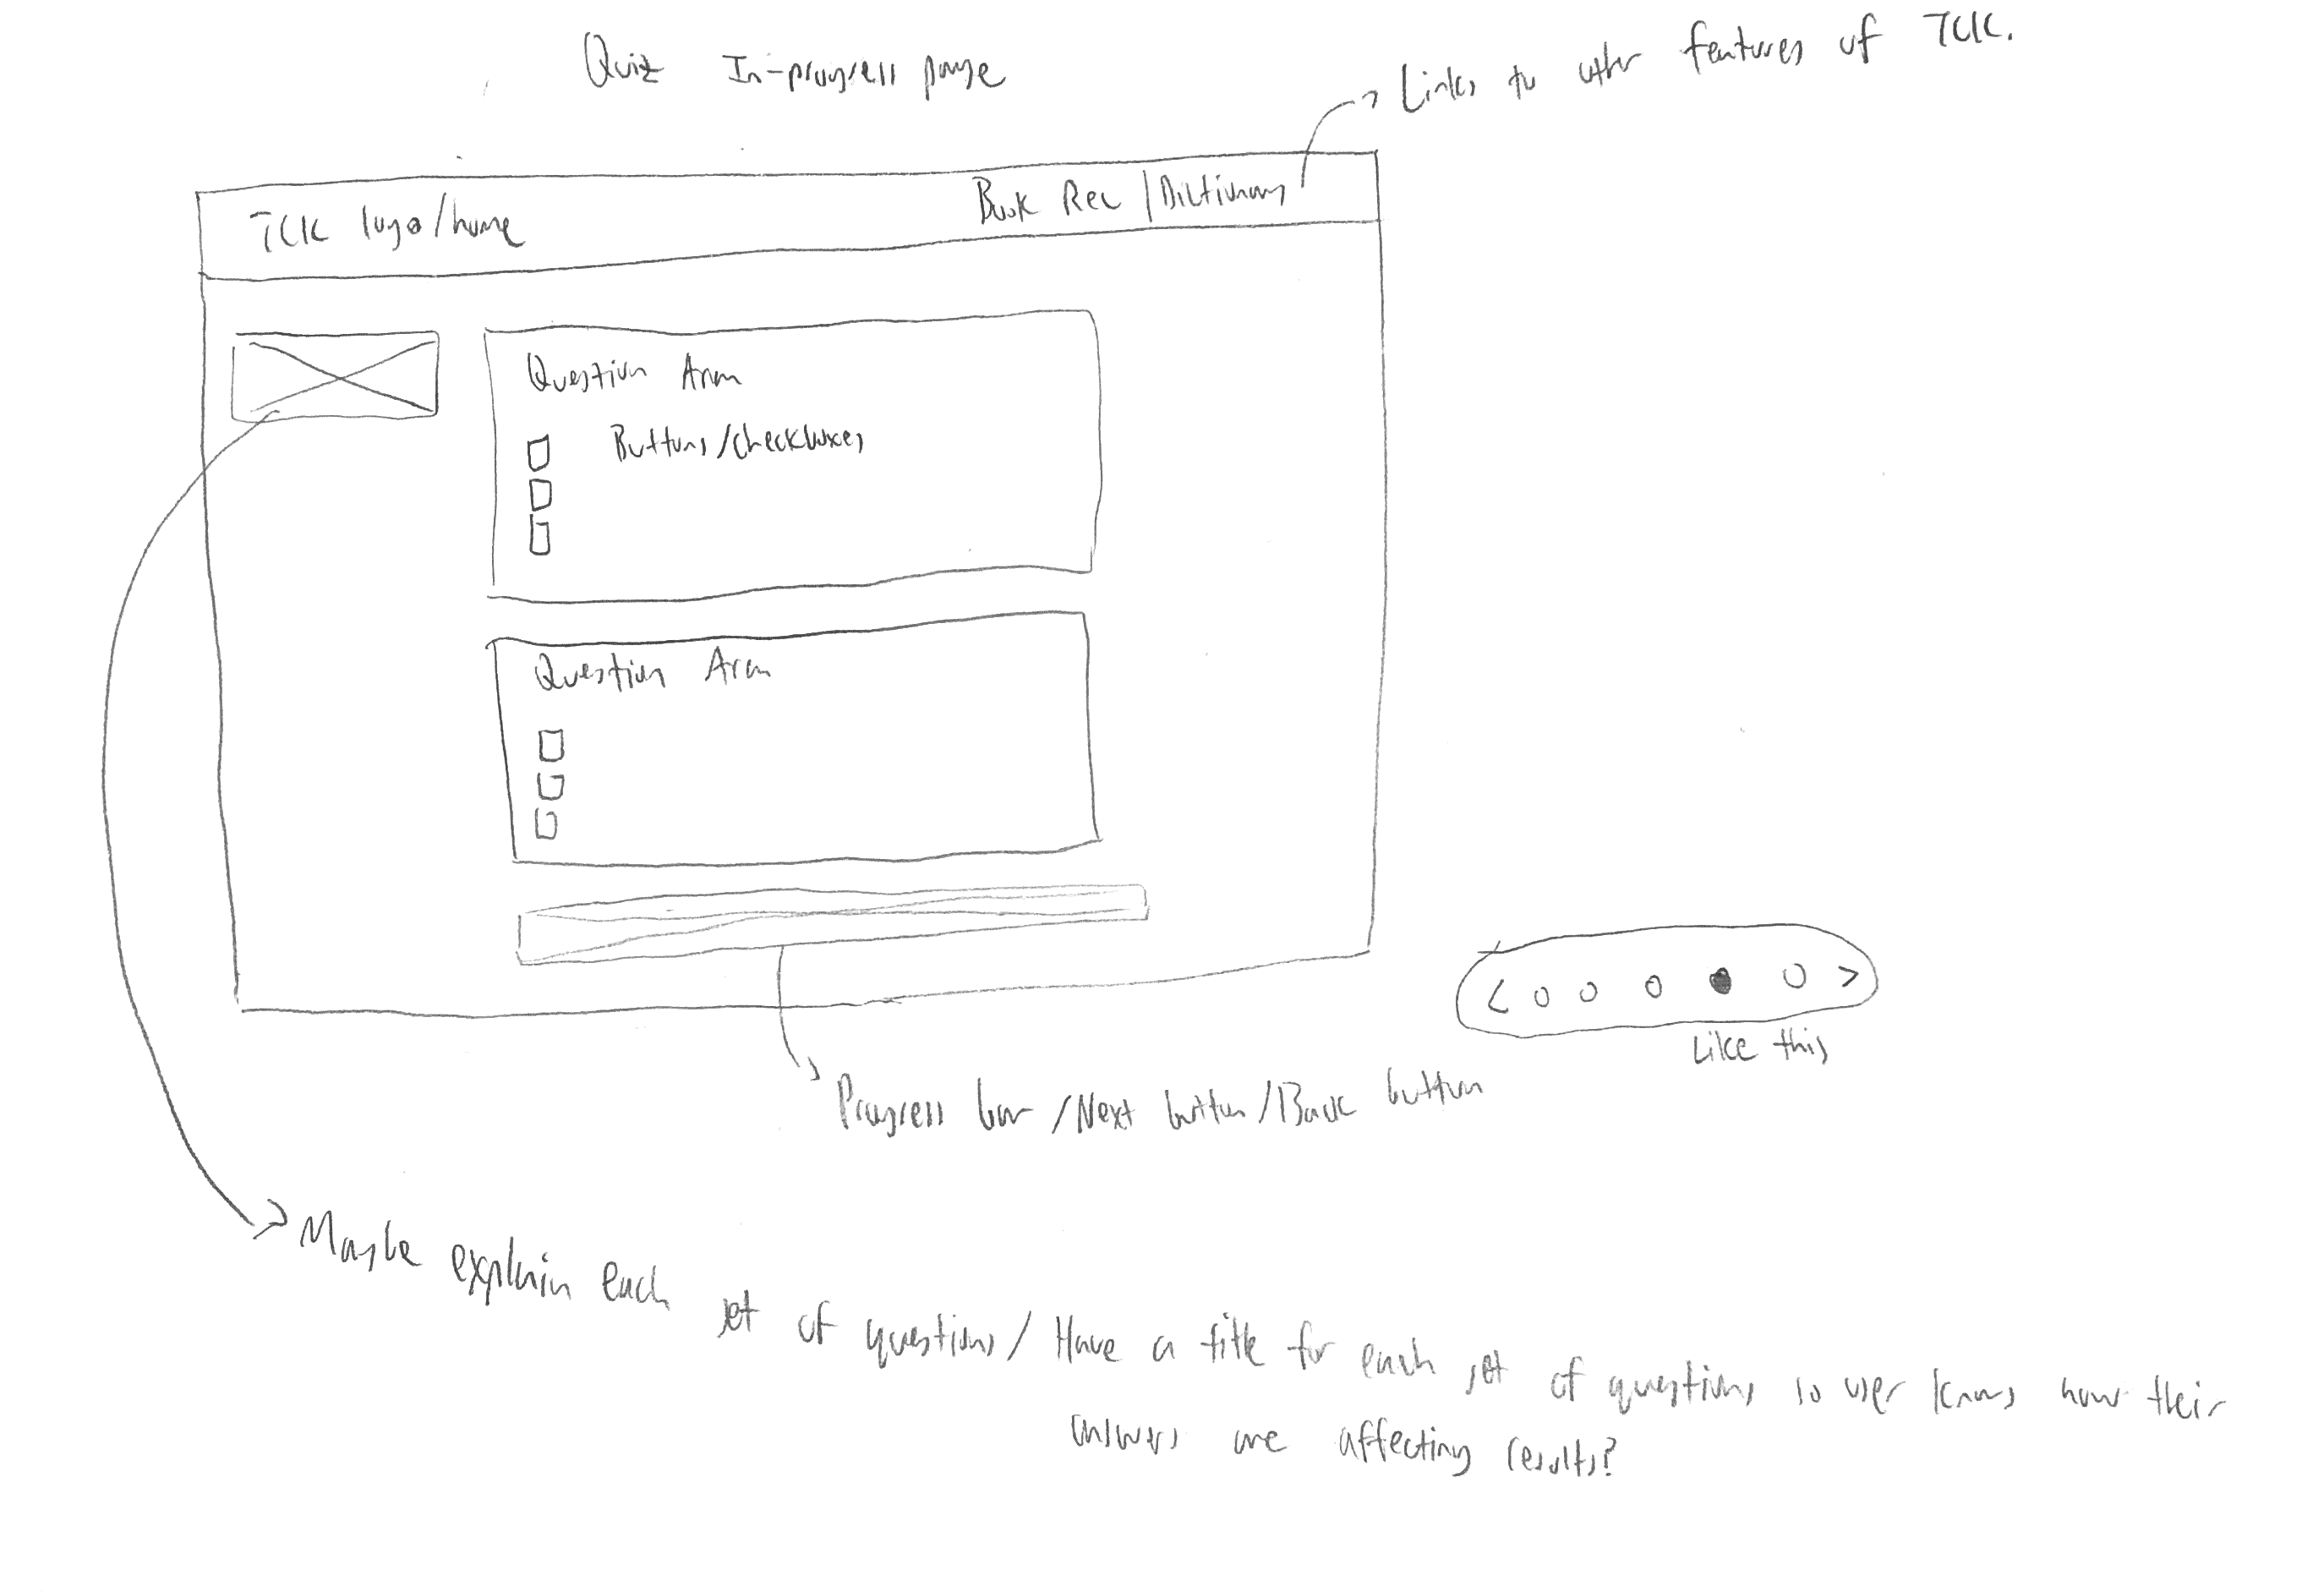 Quiz In-progress page
Links to other features of TCK.
TCK logo/home
Book Rec | Dictionary
Question Area
Buttons/checkboxes
Question Area
< O O O ● O >
Like this
Progress bar/Next button/Back button
Maybe explain each set of questions/ Have a title for each set of questions so user knows how their
answers are affecting results?